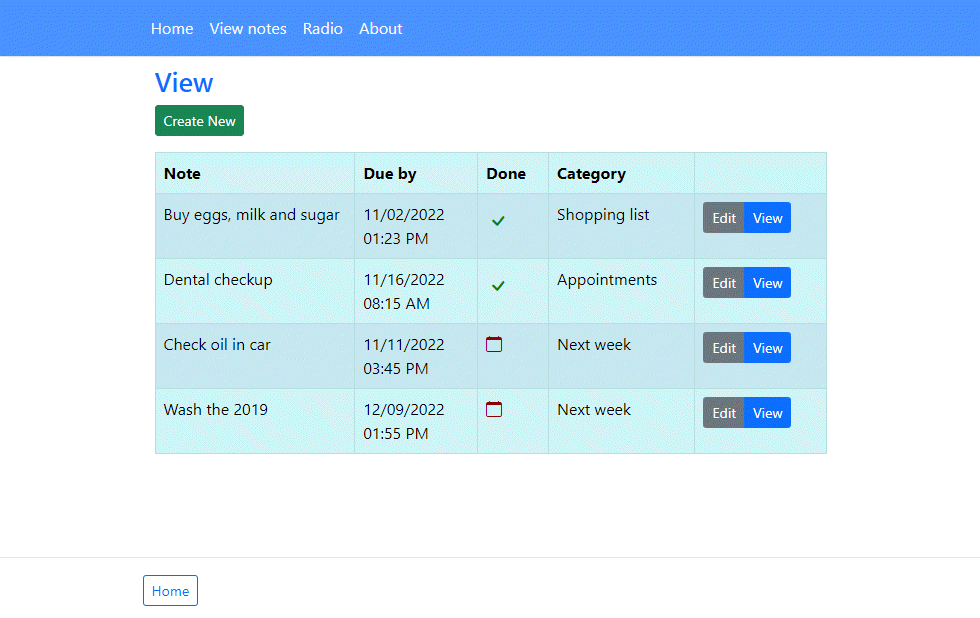 Home View notes Radio About
View
Create New
Note Due by Done Category
Buy eggs, milk and sugar 11/02/2022 Shopping list Edit View
01:23 PM
Dental checkup 11/16/2022 Appointments Edit View
08:15 AM
Check oil in car 11/11/2022 Next week Edit View
03:45 PM
Wash the 2019 12/09/2022 Next week Edit View
01:55 PM
Home